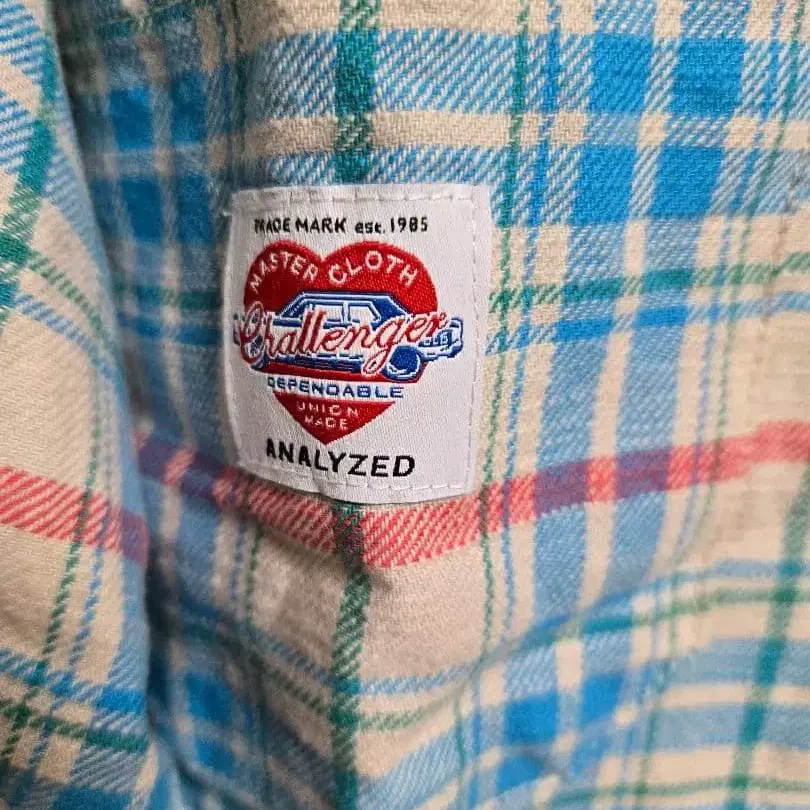 TRADE MARK est. 1985
MASTER CLOTH
Challenger
DEPENDABLE
UNION
MADE
ANALYZED